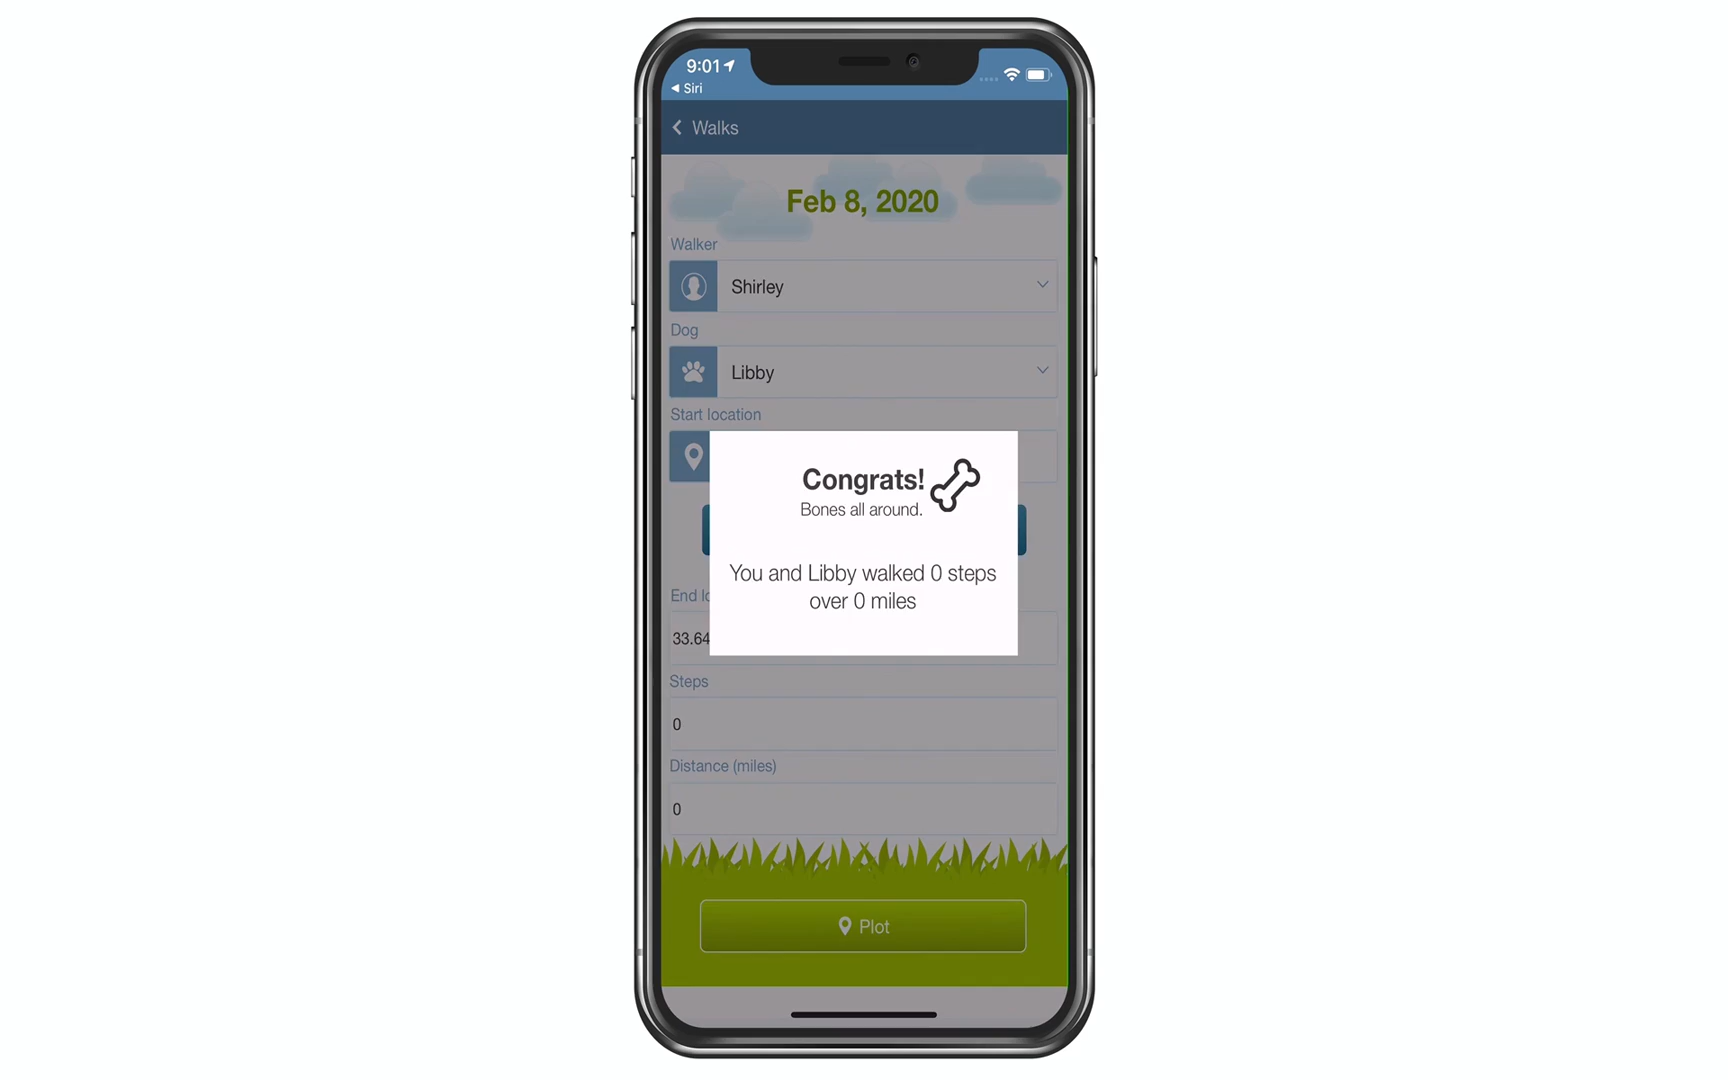 9:01
Siri
Walks
Feb 8, 2020
Walker
Shirley
Dog
Libby
Start location
Congrats!
Bones all around.
You and Libby walked 0 steps
over 0 miles
End
33.64
Steps
0
Distance (miles)
0
Plot